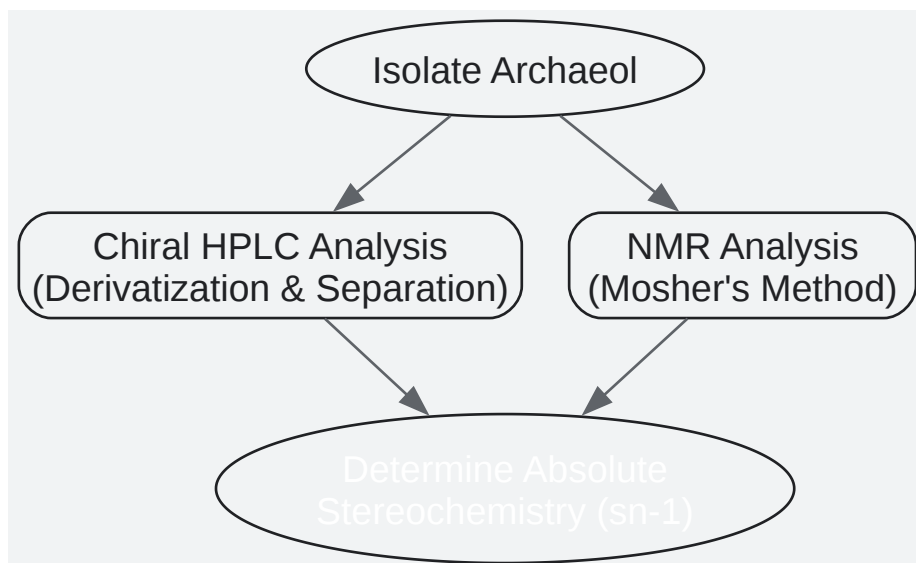 Isolate Archaeol
Chiral HPLC Analysis
(Derivatization & Separation)
NMR Analysis
(Mosher's Method)
Determine Absolute
Stereochemistry (sn-1)